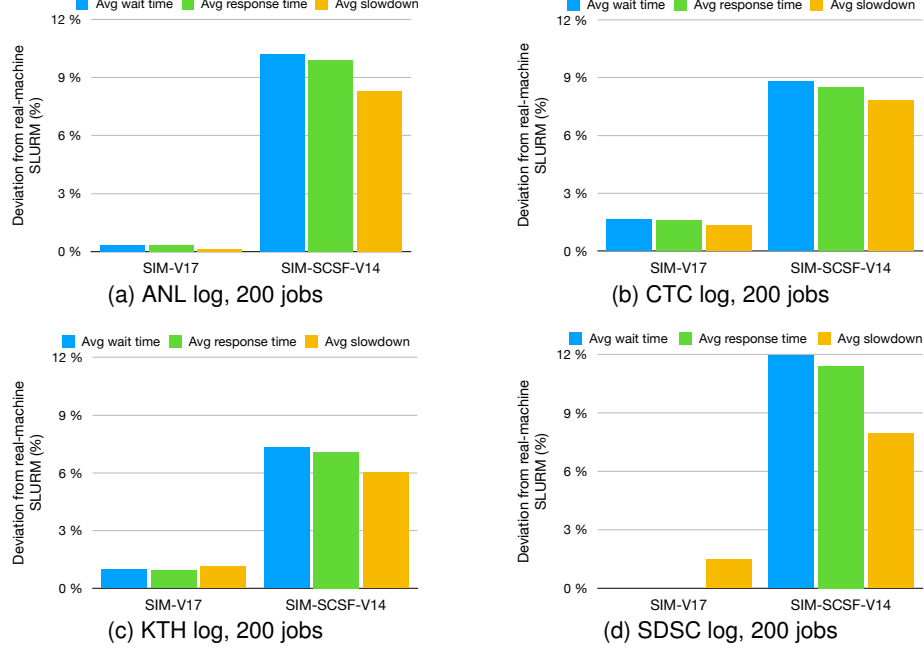 Avg wait time Avg response time Avg slowdown
12 %
9 %
6 %
3 %
0 %
Deviation from real-machine
SLURM (%)
SIM-V17 SIM-SCSF-V14
(a) ANL log, 200 jobs
Avg wait time Avg response time Avg slowdown
12 %
9 %
6 %
3 %
0 %
Deviation from real-machine
SLURM (%)
SIM-V17 SIM-SCSF-V14
(b) CTC log, 200 jobs
Avg wait time Avg response time Avg slowdown
12 %
9 %
6 %
3 %
0 %
Deviation from real-machine
SLURM (%)
SIM-V17 SIM-SCSF-V14
(c) KTH log, 200 jobs
Avg wait time Avg response time Avg slowdown
12 %
9 %
6 %
3 %
0 %
Deviation from real-machine
SLURM (%)
SIM-V17 SIM-SCSF-V14
(d) SDSC log, 200 jobs